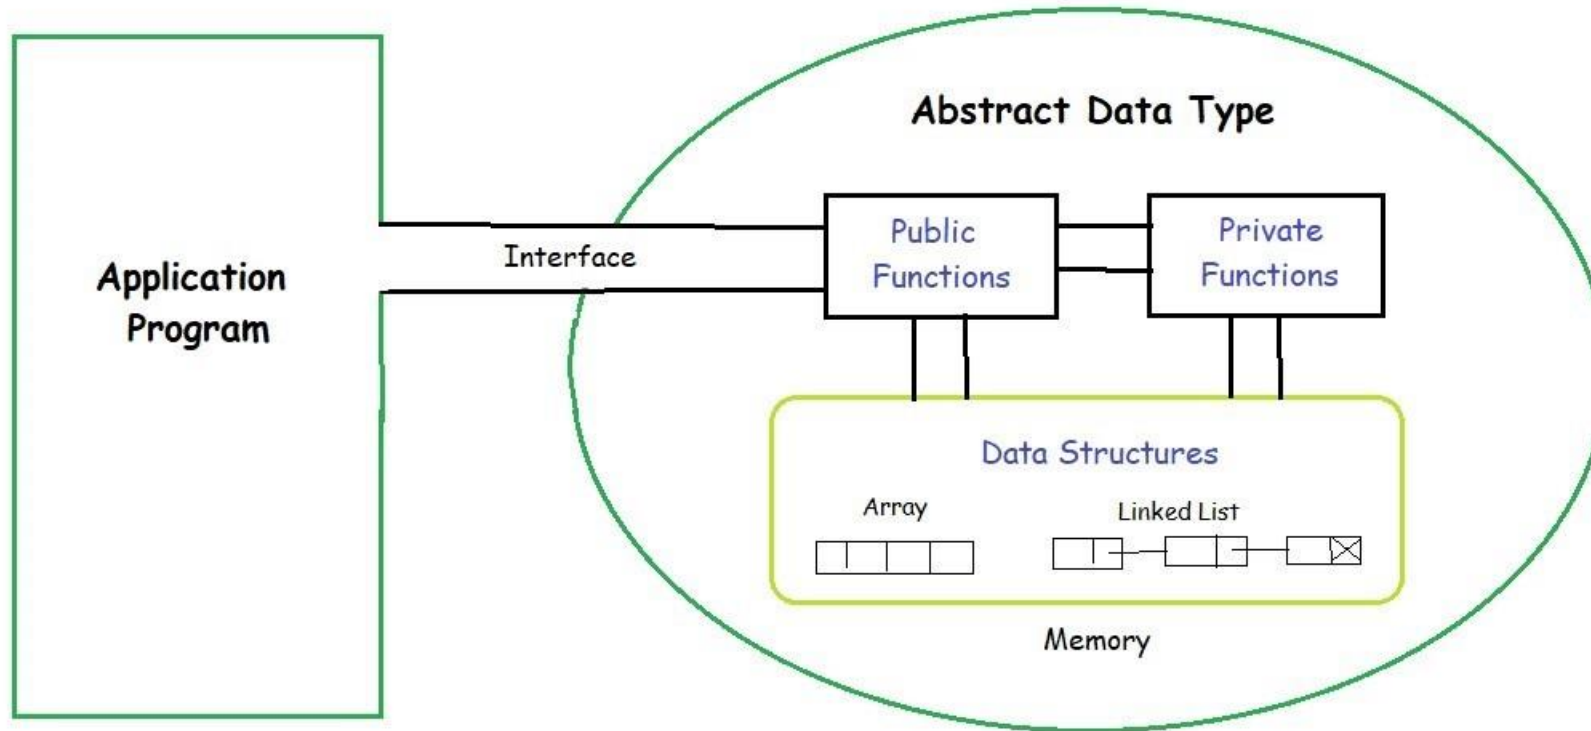 Abstract Data Type
Application
Program
Interface
Public
Functions
Private
Functions
Data Structures
Array
Linked List
Memory